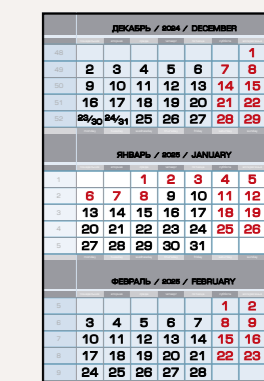 ДЕКАБРЬ / 2024 / DECEMBER
48 1
49 2 3 4 5 6 7 8
50 9 10 11 12 13 14 15
51 16 17 18 19 20 21 22
52 23/30 24/31 25 26 27 28 29
ЯНВАРЬ / 2025 / JANUARY
1 1 2 3 4 5
2 6 7 8 9 10 11 12
3 13 14 15 16 17 18 19
4 20 21 22 23 24 25 26
5 27 28 29 30 31
ФЕВРАЛЬ / 2025 / FEBRUARY
5 1 2
6 3 4 5 6 7 8 9
7 10 11 12 13 14 15 16
8 17 18 19 20 21 22 23
9 24 25 26 27 28